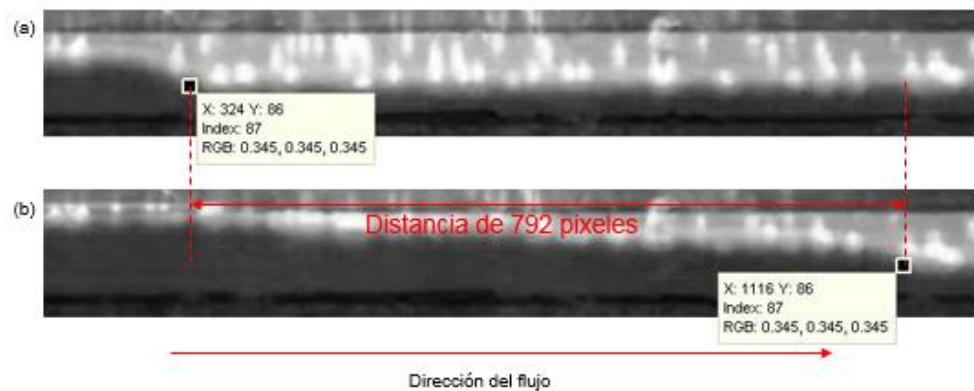 (a)
X: 324 Y: 86
Index: 87
RGB: 0.345, 0.345, 0.345
(b)
Distancia de 792 pixeles
X: 1116 Y: 86
Index: 87
RGB: 0.345, 0.345, 0.345
Dirección del flujo